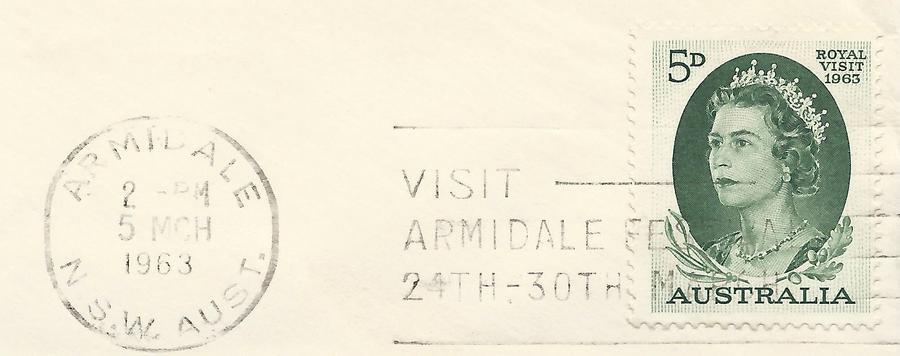 ARMIDALE
2 -PM
5 MCH
1963
N.S.W. AUST.
VISIT
ARMIDALE
24TH-30TH
5D
ROYAL
VISIT
1963
AUSTRALIA